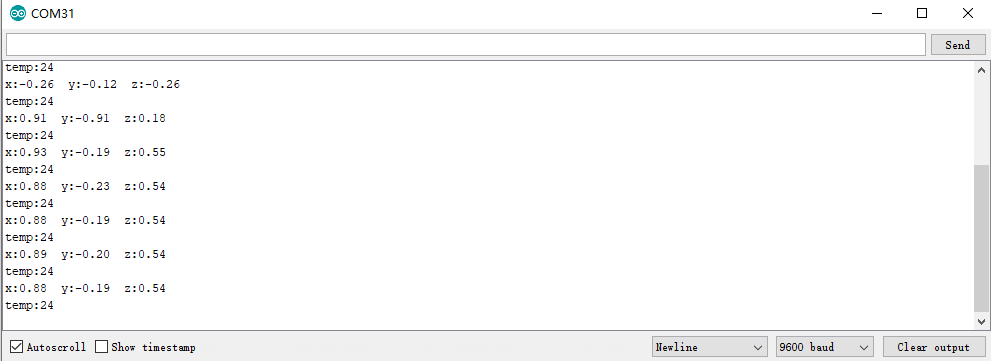 COM31
Send
temp:24
x:-0.26  y:-0.12  z:-0.26
temp:24
x:0.91  y:-0.91  z:0.18
temp:24
x:0.93  y:-0.19  z:0.55
temp:24
x:0.88  y:-0.23  z:0.54
temp:24
x:0.88  y:-0.19  z:0.54
temp:24
x:0.89  y:-0.20  z:0.54
temp:24
x:0.88  y:-0.19  z:0.54
temp:24
Autoscroll  Show timestamp  Newline  9600 baud  Clear output